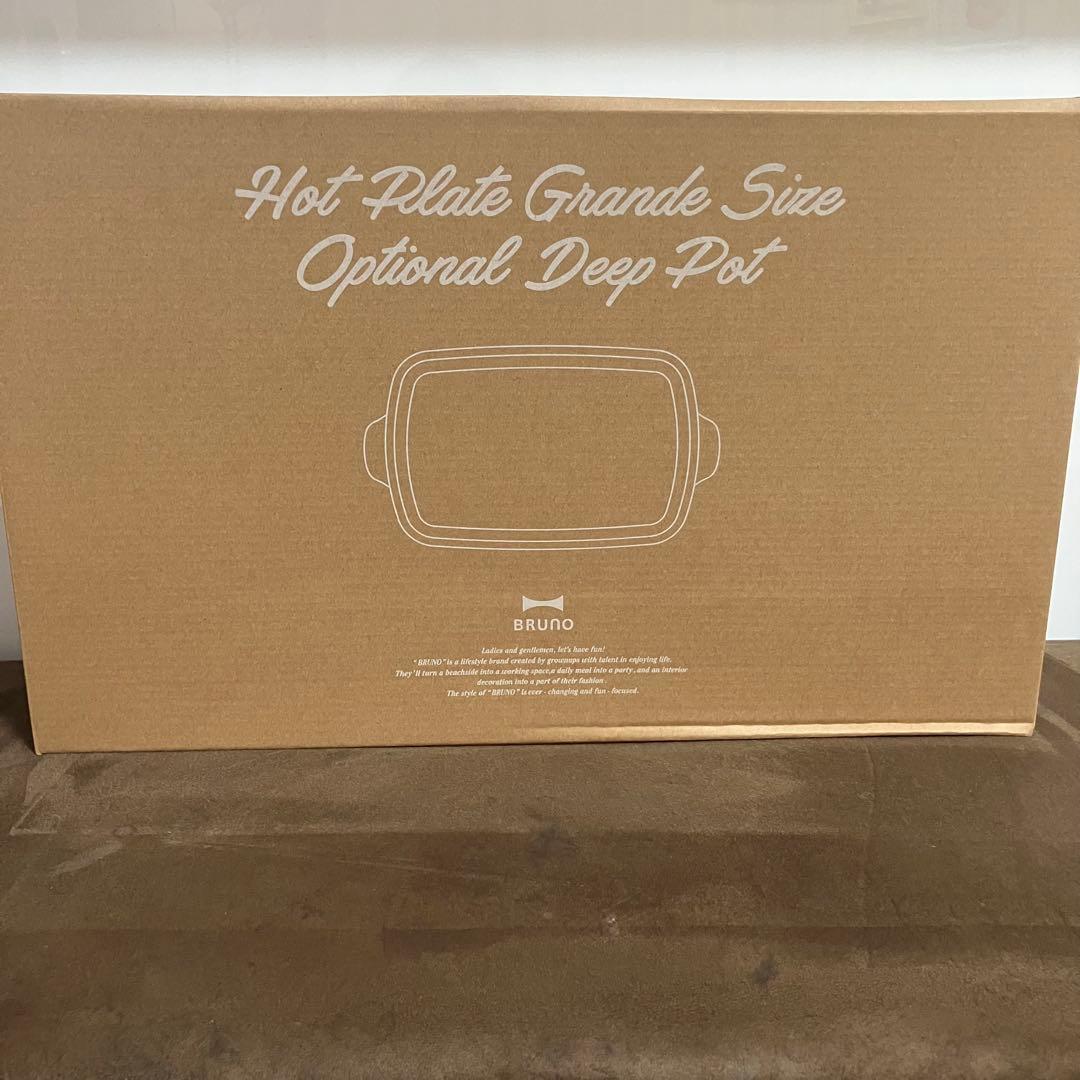 Hot Plate Grande Size
Optional Deep Pot
BRUNO
Ladies and gentlemen, let's have fun!
"BRUNO" is a lifestyle brand created by grownups with talent in enjoying life.
They'll turn a beachside into a working space,a daily meal into a party, and an interior
decoration into a part of their fashion.
The style of "BRUNO" is ever - changing and fun - focused.